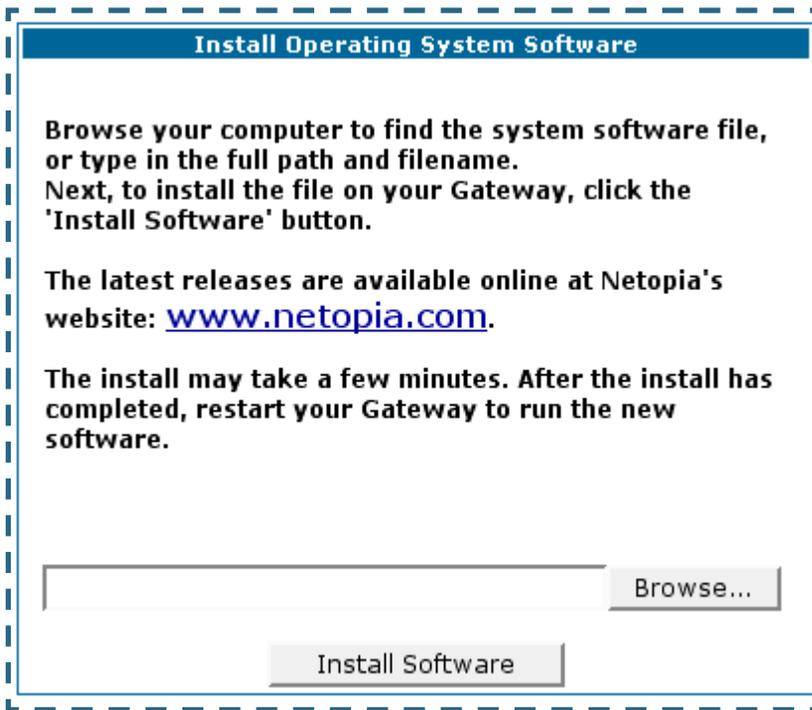 Install Operating System Software
Browse your computer to find the system software file,
or type in the full path and filename.
Next, to install the file on your Gateway, click the
'Install Software' button.
The latest releases are available online at Netopia's
website: www.netopia.com.
The install may take a few minutes. After the install has
completed, restart your Gateway to run the new
software.
Browse...
Install Software